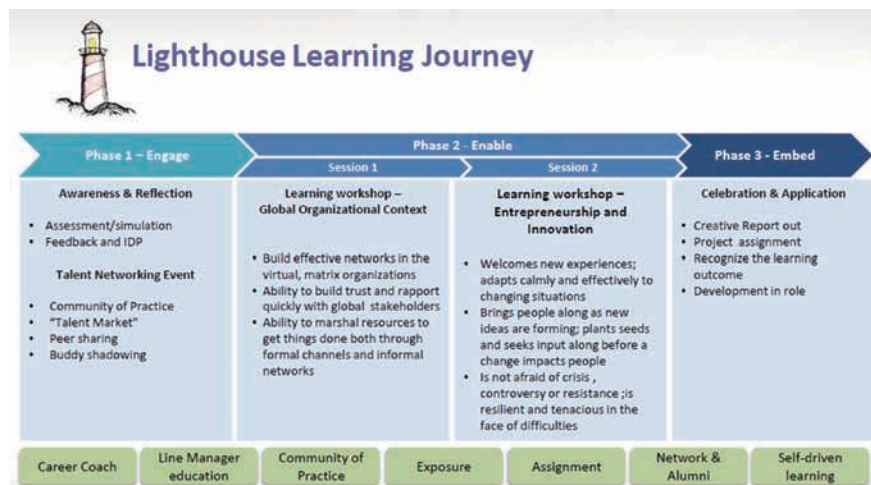 Lighthouse Learning Journey
Phase 1 – Engage
Phase 2 - Enable
Session 1
Session 2
Phase 3 - Embed
Awareness & Reflection
• Assessment/simulation
• Feedback and IDP
Talent Networking Event
• Community of Practice
• "Talent Market"
• Peer sharing
• Buddy shadowing
Learning workshop –
Global Organizational Context
• Build effective networks in the
virtual, matrix organizations
• Ability to build trust and rapport
quickly with global stakeholders
• Ability to marshal resources to
get things done both through
formal channels and informal
networks
Learning workshop –
Entrepreneurship and
Innovation
• Welcomes new experiences;
adapts calmly and effectively to
changing situations
• Brings people along as new
ideas are forming; plants seeds
and seeks input along before a
change impacts people
• Is not afraid of crisis ,
controversy or resistance ;is
resilient and tenacious in the
face of difficulties
Celebration & Application
• Creative Report out
• Project assignment
• Recognize the learning
outcome
• Development in role
Career Coach
Line Manager
education
Community of
Practice
Exposure
Assignment
Network &
Alumni
Self-driven
learning